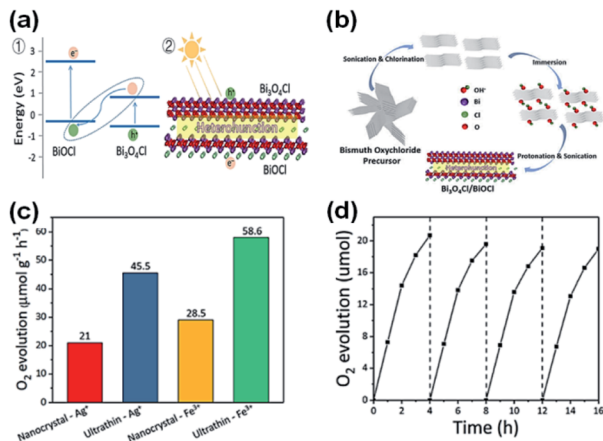 (a)
①
②
Energy (eV)
3
2
1
0
-1
-2
e⁻
h⁺
BiOCl
Bi₃O₄Cl
h⁺
Bi₃O₄Cl
Heterojunction
e⁻
BiOCl
(b)
Sonication & Chlorination
Immersion
OH⁻
Bi
Cl
O
Bismuth Oxychloride
Precursor
Protonation & Sonication
Heterojunction
Bi₃O₄Cl/BiOCl
(c)
O₂ evolution (μmol g⁻¹ h⁻¹)
60
50
40
30
20
10
0
21
45.5
28.5
58.6
Nanocrystal - Ag⁺
Ultrathin - Ag⁺
Nanocrystal - Fe³⁺
Ultrathin - Fe³⁺
(d)
O₂ evolution (umol)
24
20
16
12
8
4
0
0 2 4 6 8 10 12 14 16
Time (h)